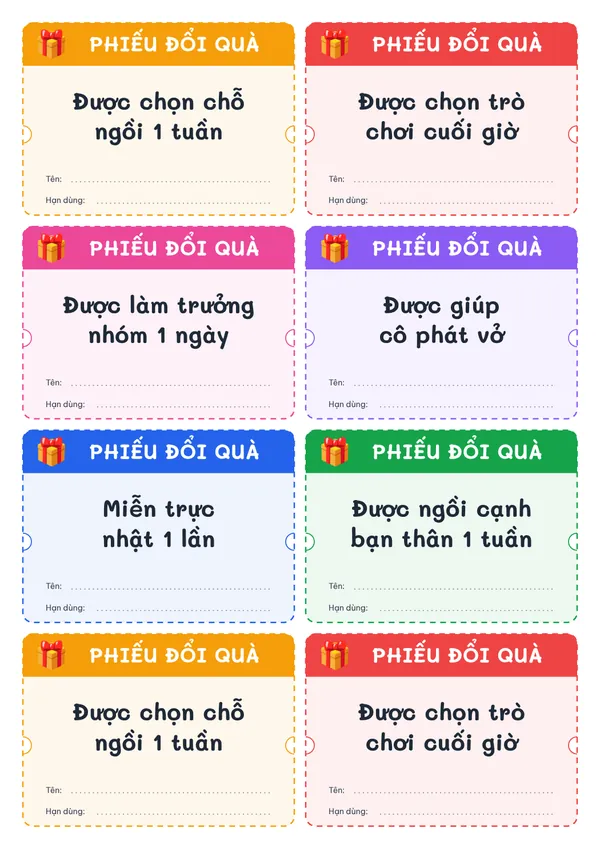 PHIẾU ĐỔI QUÀ
Được chọn chỗ
ngồi 1 tuần
Tên:
Hạn dùng:
PHIẾU ĐỔI QUÀ
Được chọn trò
chơi cuối giờ
Tên:
Hạn dùng:
PHIẾU ĐỔI QUÀ
Được làm trưởng
nhóm 1 ngày
Tên:
Hạn dùng:
PHIẾU ĐỔI QUÀ
Được giúp
cô phát vở
Tên:
Hạn dùng:
PHIẾU ĐỔI QUÀ
Miễn trực
nhật 1 lần
Tên:
Hạn dùng:
PHIẾU ĐỔI QUÀ
Được ngồi cạnh
bạn thân 1 tuần
Tên:
Hạn dùng:
PHIẾU ĐỔI QUÀ
Được chọn chỗ
ngồi 1 tuần
Tên:
Hạn dùng:
PHIẾU ĐỔI QUÀ
Được chọn trò
chơi cuối giờ
Tên:
Hạn dùng: